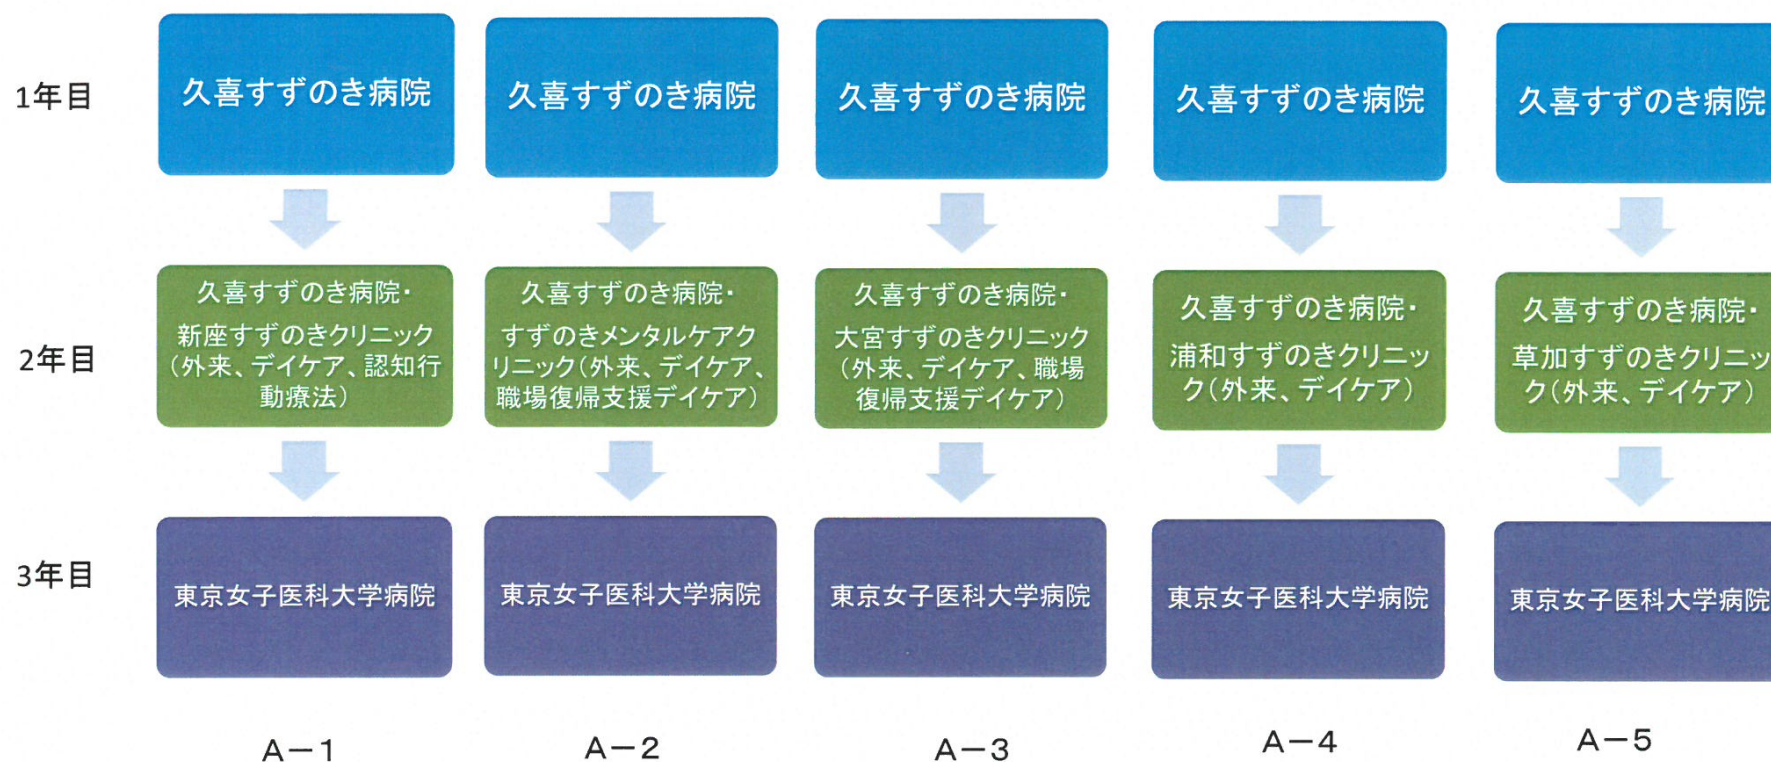 1年目
久喜すずのき病院
久喜すずのき病院
久喜すずのき病院
久喜すずのき病院
久喜すずのき病院
2年目
久喜すずのき病院・
新座すずのきクリニック
(外来、デイケア、認知行
動療法)
久喜すずのき病院・
すずのきメンタルケアク
リニック(外来、デイケア、
職場復帰支援デイケア)
久喜すずのき病院・
大宮すずのきクリニック
(外来、デイケア、職場
復帰支援デイケア)
久喜すずのき病院・
浦和すずのきクリニッ
ク(外来、デイケア)
久喜すずのき病院・
草加すずのきクリニッ
ク(外来、デイケア)
3年目
東京女子医科大学病院
東京女子医科大学病院
東京女子医科大学病院
東京女子医科大学病院
東京女子医科大学病院
A－1
A－2
A－3
A－4
A－5